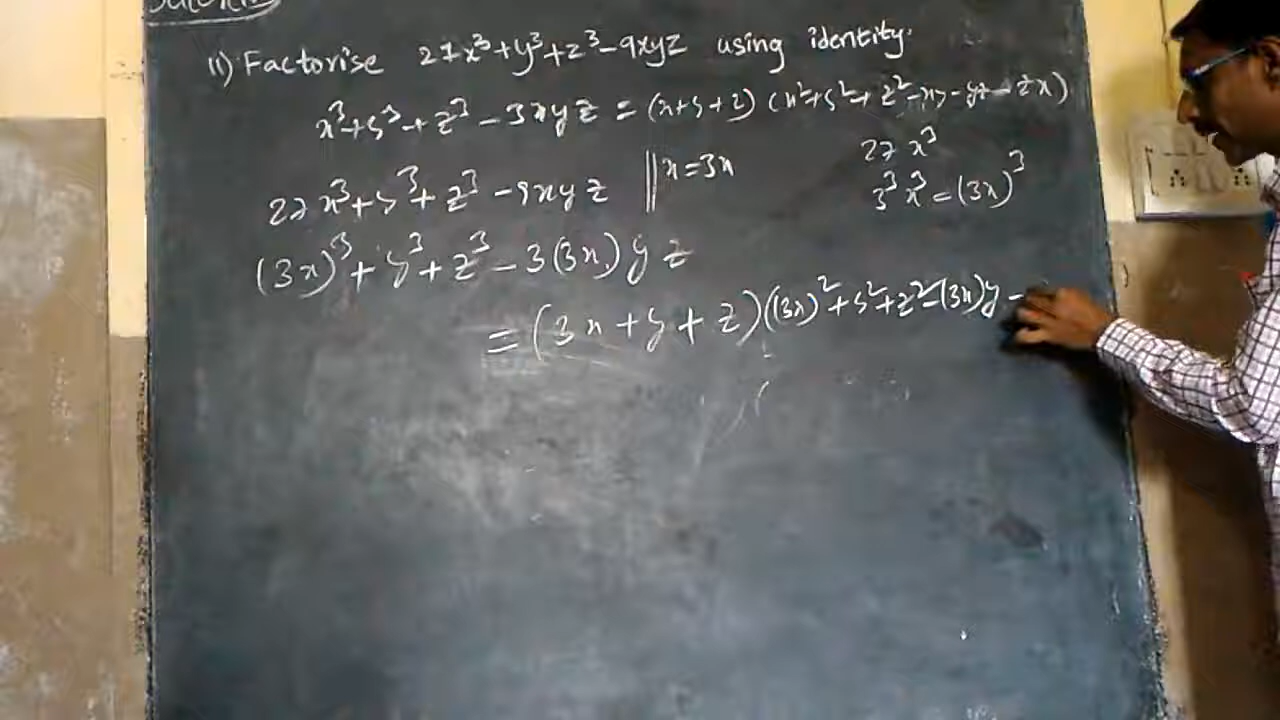 11) Factorise 27x³+y³+z³-9xyz using identity.
x³+y³+z³-3xyz = (x+y+z) (x²+y²+z²-xy-yz-zx)
27x³+y³+z³-9xyz || x=3x
27 x³
3³x³=(3x)³
(3x)³+y³+z³-3(3x)yz
=(3x+y+z)((3x)²+y²+z²-(3x)y-